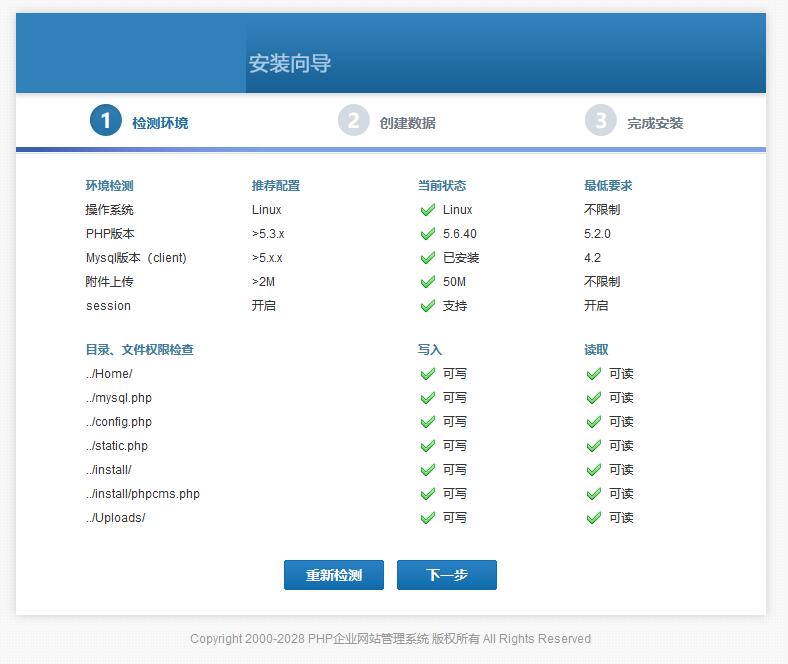 安装向导
1 检测环境 2 创建数据 3 完成安装
环境检测 推荐配置 当前状态 最低要求
操作系统 Linux Linux 不限制
PHP版本 >5.3.x 5.6.40 5.2.0
Mysql版本（client) >5.x.x 已安装 4.2
附件上传 >2M 50M 不限制
session 开启 支持 开启
目录、文件权限检查 写入 读取
../Home/ 可写 可读
../mysql.php 可写 可读
../config.php 可写 可读
../static.php 可写 可读
../install/ 可写 可读
../install/phpcms.php 可写 可读
../Uploads/ 可写 可读
重新检测 下一步
Copyright 2000-2028 PHP企业网站管理系统 版权所有 All Rights Reserved